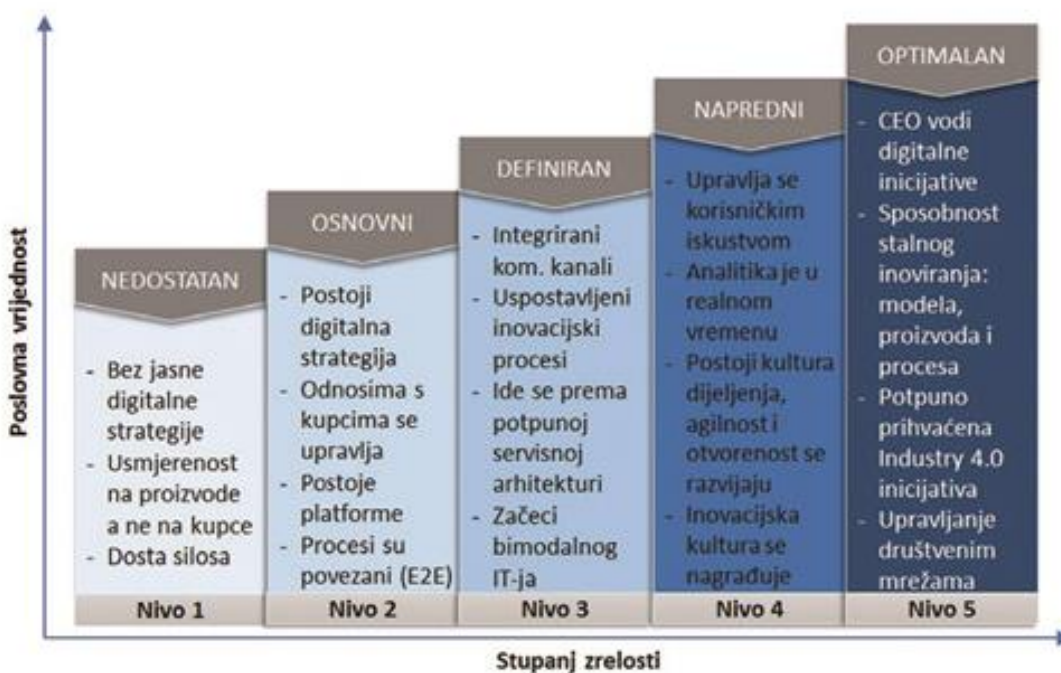 Poslovna vrijednost
NEDOSTATAN
- Bez jasne
digitalne
strategije
- Usmjerenost
na proizvode
a ne na kupce
- Dosta silosa
Nivo 1
OSNOVNI
- Postoji
digitalna
strategija
- Odnosima s
kupcima se
upravlja
- Postoje
platforme
- Procesi su
povezani (E2E)
Nivo 2
DEFINIRAN
- Integrirani
kom. kanali
- Uspostavljeni
inovacijski
procesi
- Ide se prema
potpunoj
servisnoj
arhitekturi
- Začeci
bimodalnog
IT-ja
Nivo 3
NAPREDNI
- Upravlja se
korisničkim
iskustvom
- Analitika je u
realnom
vremenu
- Postoji kultura
dijeljenja,
agilnost i
otvorenost se
razvijaju
- Inovacijska
kultura se
nagrađuje
Nivo 4
OPTIMALAN
- CEO vodi
digitalne
inicijative
- Sposobnost
stalnog
inoviranja:
modela,
proizvoda i
procesa
- Potpuno
prihvaćena
Industry 4.0
inicijativa
- Upravljanje
društvenim
mrežama
Nivo 5
Stupanj zrelosti